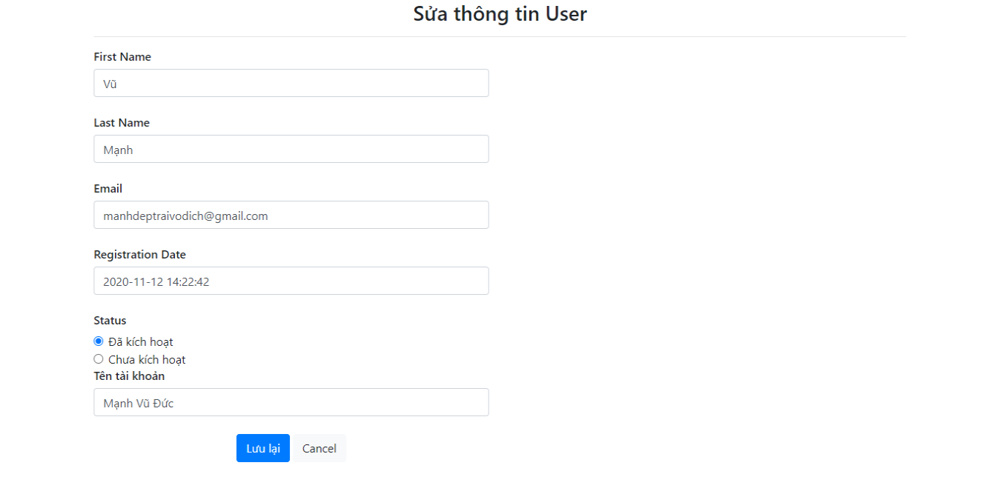 Sửa thông tin User
First Name
Vũ
Last Name
Mạnh
Email
manhdeptraivodich@gmail.com
Registration Date
2020-11-12 14:22:42
Status
Đã kích hoạt
Chưa kích hoạt
Tên tài khoản
Mạnh Vũ Đức
Lưu lại Cancel